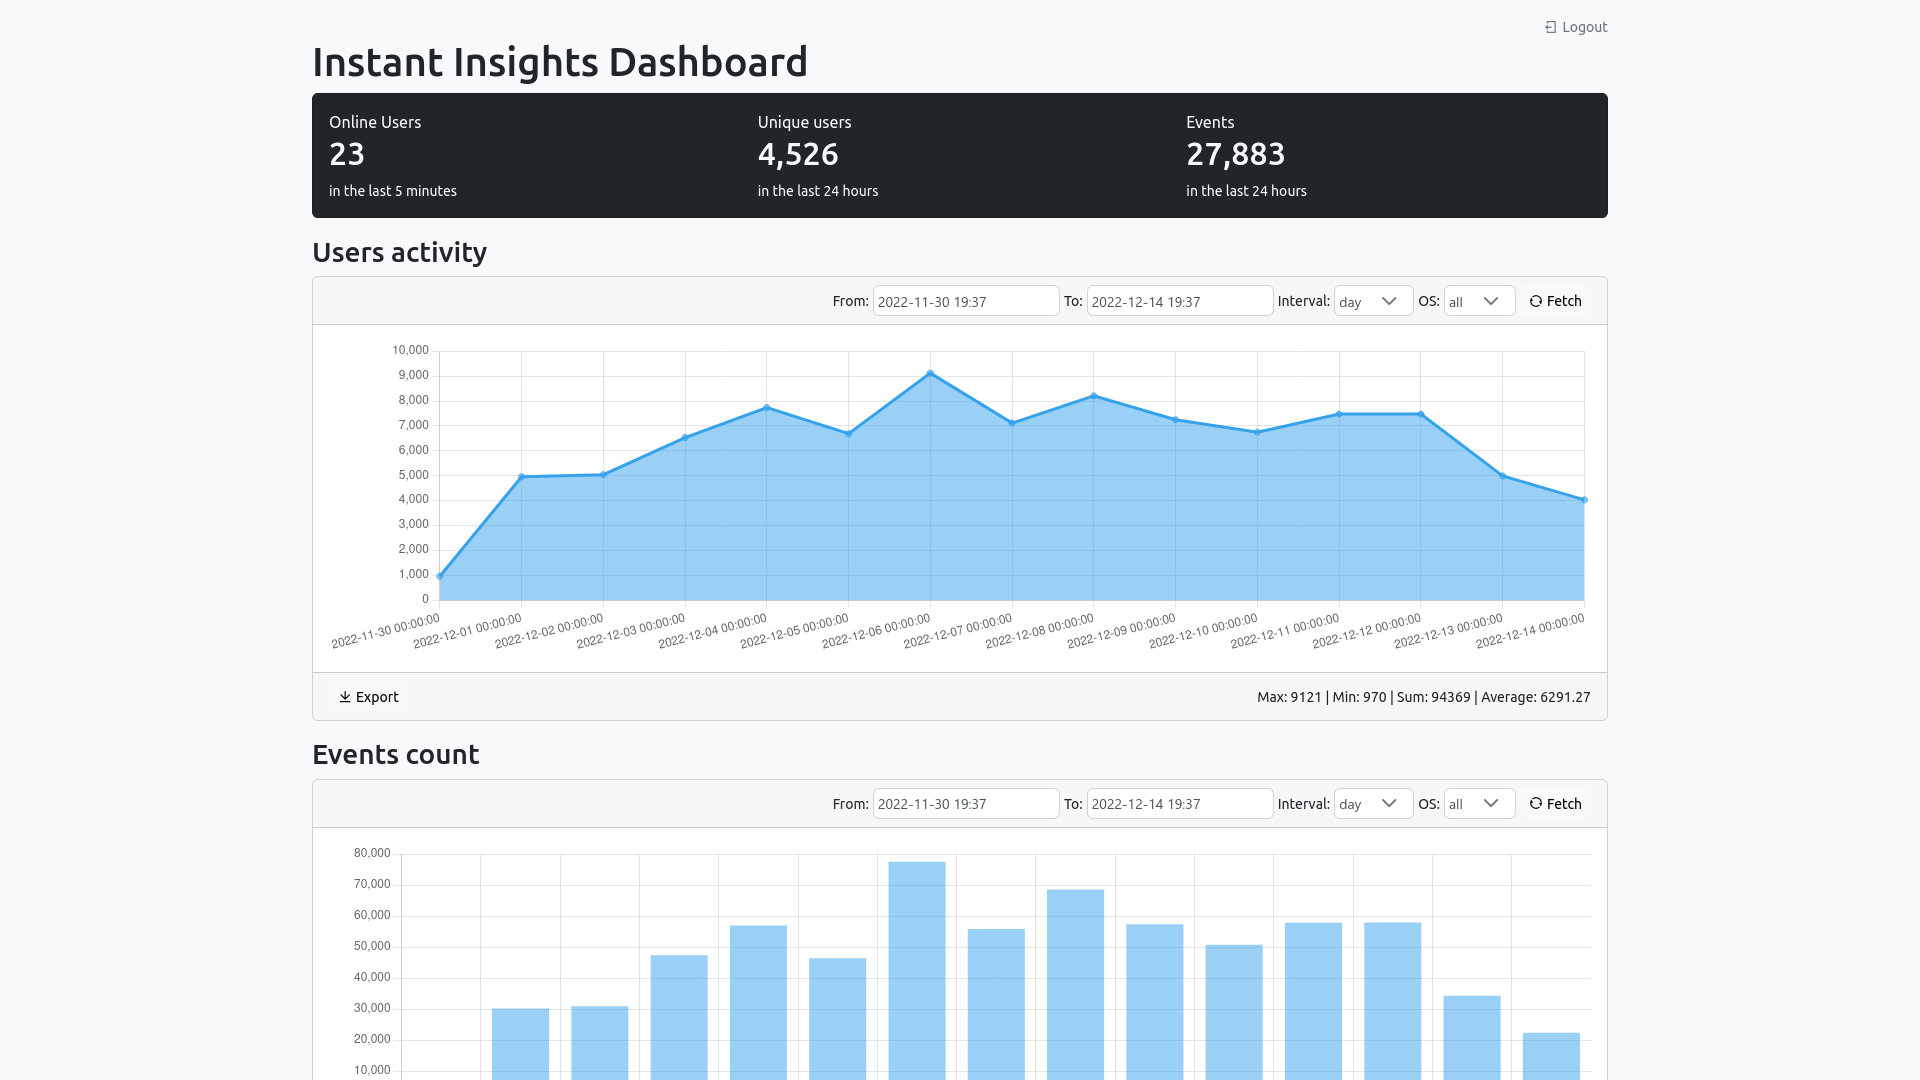 Logout
Instant Insights Dashboard
Online Users
23
in the last 5 minutes
Unique users
4,526
in the last 24 hours
Events
27,883
in the last 24 hours
Users activity
From: 2022-11-30 19:37 To: 2022-12-14 19:37 Interval: day OS: all Fetch
10,000
9,000
8,000
7,000
6,000
5,000
4,000
3,000
2,000
1,000
0
2022-11-30 00:00:00
2022-12-01 00:00:00
2022-12-02 00:00:00
2022-12-03 00:00:00
2022-12-04 00:00:00
2022-12-05 00:00:00
2022-12-06 00:00:00
2022-12-07 00:00:00
2022-12-08 00:00:00
2022-12-09 00:00:00
2022-12-10 00:00:00
2022-12-11 00:00:00
2022-12-12 00:00:00
2022-12-13 00:00:00
2022-12-14 00:00:00
Export
Max: 9121 | Min: 970 | Sum: 94369 | Average: 6291.27
Events count
From: 2022-11-30 19:37 To: 2022-12-14 19:37 Interval: day OS: all Fetch
80,000
70,000
60,000
50,000
40,000
30,000
20,000
10,000